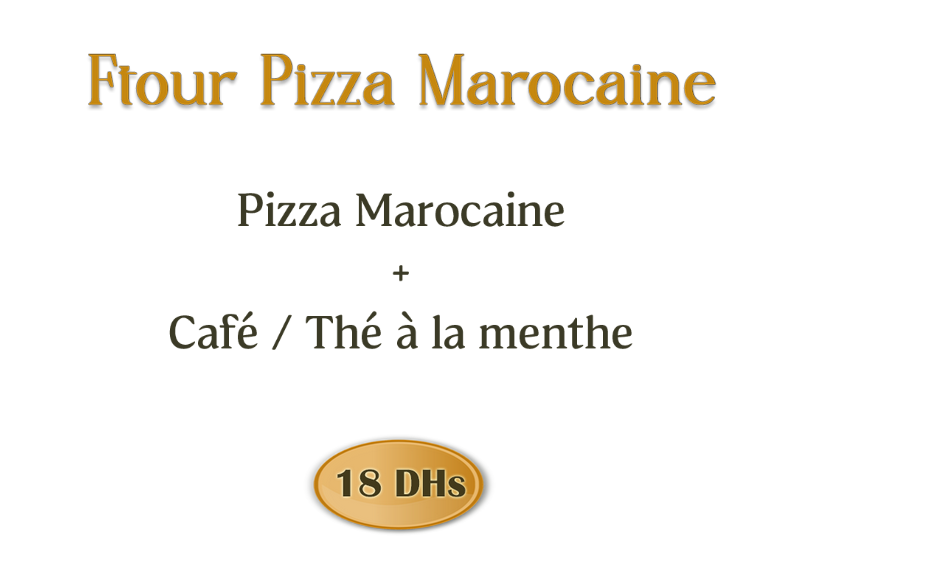 Ftour Pizza Marocaine
Pizza Marocaine
+
Café / Thé à la menthe
18 DHs